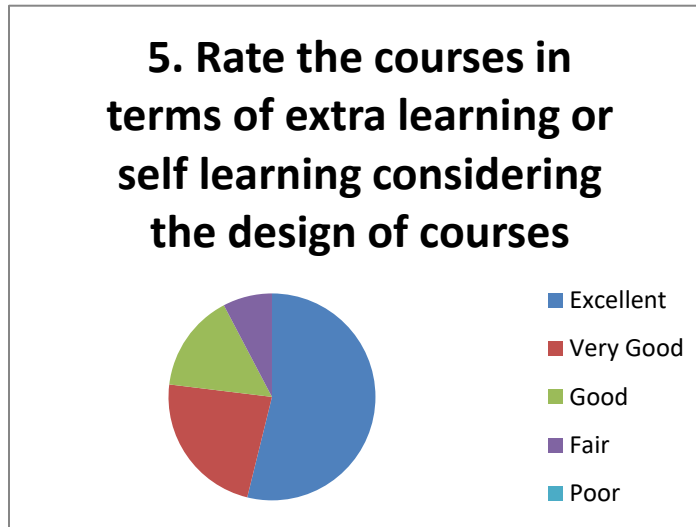 5. Rate the courses in
terms of extra learning or
self learning considering
the design of courses
Excellent
Very Good
Good
Fair
Poor